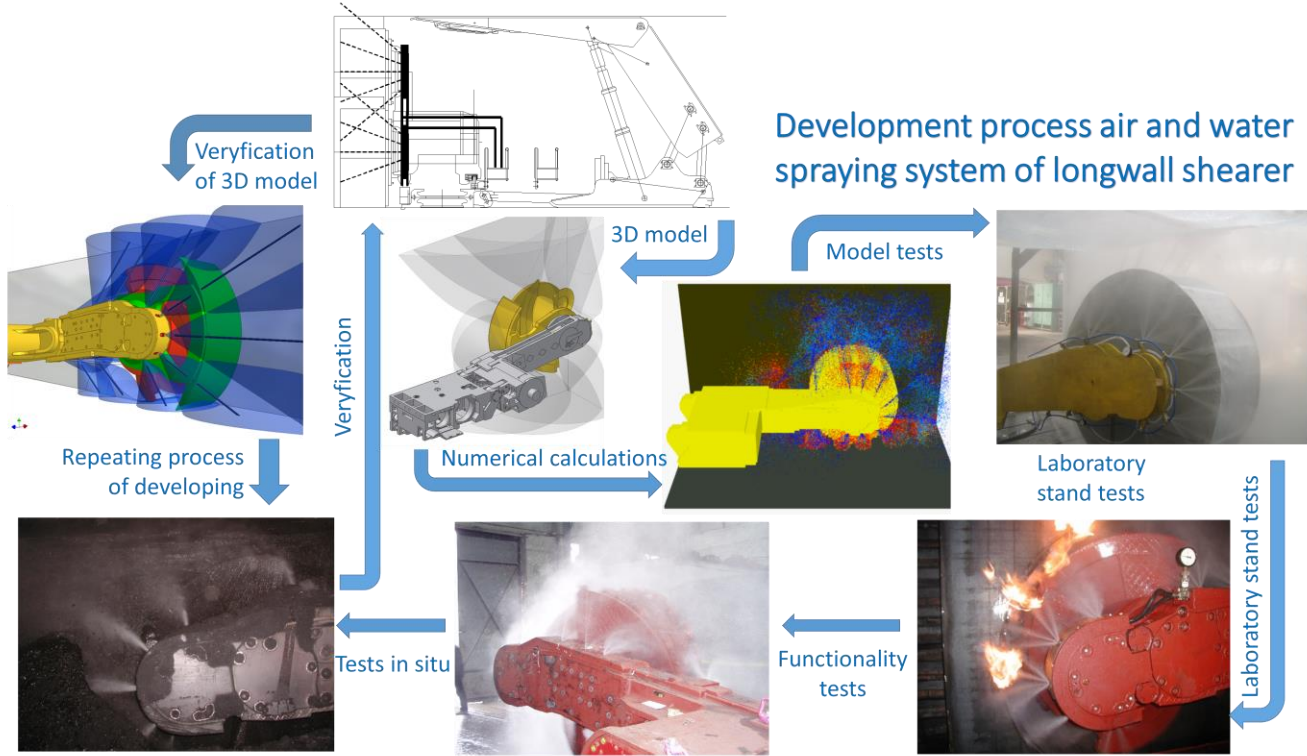 Development process air and water
spraying system of longwall shearer
Veryfication
of 3D model
3D model
Model tests
Veryfication
Numerical calculations
Repeating process
of developing
Laboratory
stand tests
Laboratory stand tests
Tests in situ
Functionality
tests